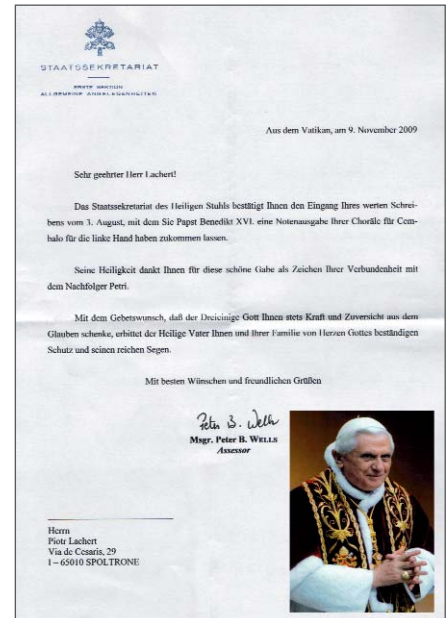 STAATSSEKRETARIAT
ERSTE SEKTION
ALLGEMEINE ANGELEGENHEITEN
Aus dem Vatikan, am 9. November 2009
Sehr geehrter Herr Lachert!
Das Staatssekretariat des Heiligen Stuhls bestätigt Ihnen den Eingang Ihres werten Schrei-
bens vom 3. August, mit dem Sie Papst Benedikt XVI. eine Notenausgabe Ihrer Choräle für Cem-
balo für die linke Hand haben zukommen lassen.
Seine Heiligkeit dankt Ihnen für diese schöne Gabe als Zeichen Ihrer Verbundenheit mit
dem Nachfolger Petri.
Mit dem Gebetswunsch, daß der Dreieinige Gott Ihnen stets Kraft und Zuversicht aus dem
Glauben schenke, erbittet der Heilige Vater Ihnen und Ihrer Familie von Herzen Gottes beständigen
Schutz und seinen reichen Segen.
Mit besten Wünschen und freundlichen Grüßen
Peter B. Wells
Msgr. Peter B. WELLS
Assessor
Herrn
Piotr Lachert
Via de Cesaris, 29
I – 65010 SPOLTRONE